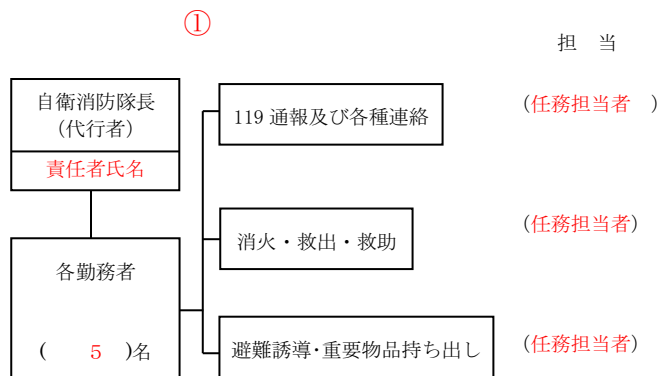 ①
担 当
自衛消防隊長
(代行者)
責任者氏名
119 通報及び各種連絡
(任務担当者 )
消火・救出・救助
(任務担当者)
各勤務者
( 5 )名
避難誘導・重要物品持ち出し
(任務担当者)